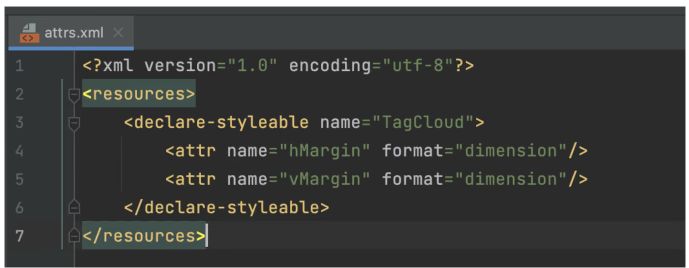 attrs.xml
1 <?xml version="1.0" encoding="utf-8"?>
2 <resources>
3 <declare-styleable name="TagCloud">
4 <attr name="hMargin" format="dimension"/>
5 <attr name="vMargin" format="dimension"/>
6 </declare-styleable>
7 </resources>